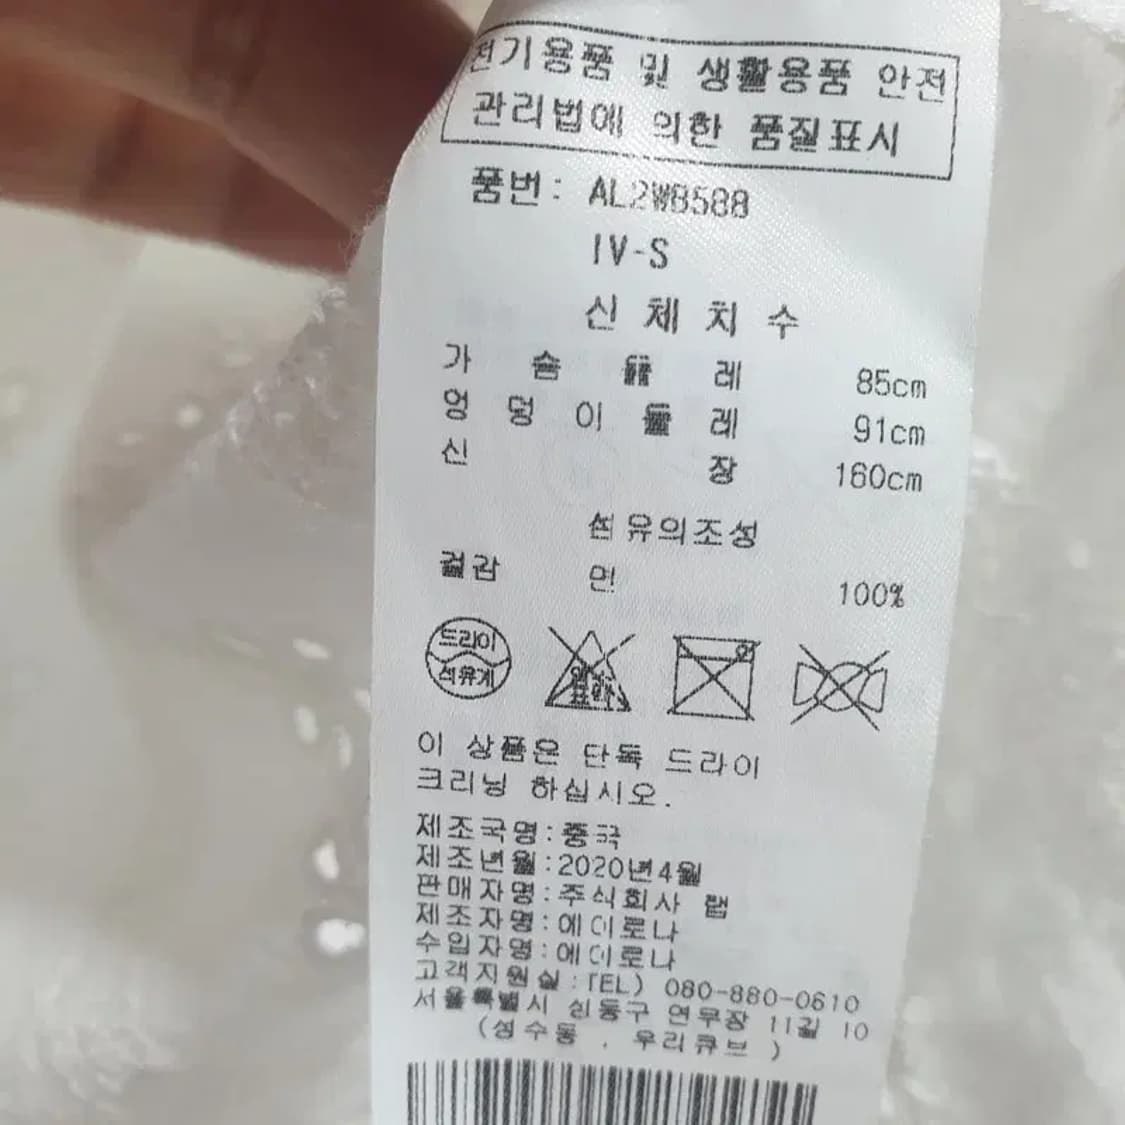 전기용품 및 생활용품 안전
관리법에 의한 품질표시
품번: AL2WB588
IV-S
신체치수
가슴둘레 85cm
엉덩이둘레 91cm
신장 160cm
섬유의조성
겉감 면 100%
드라이
석유계
이 상품은 단독 드라이
크리닝 하십시오.
제조국명:중국
제조년월:2020년4월
판매자명:주식회사 랩
제조자명:에이로나
수입자명:에이로나
고객지원실:TEL) 080-880-0610
서울특별시 성동구 연무장 11길 10
(성수동 , 우리큐브 )